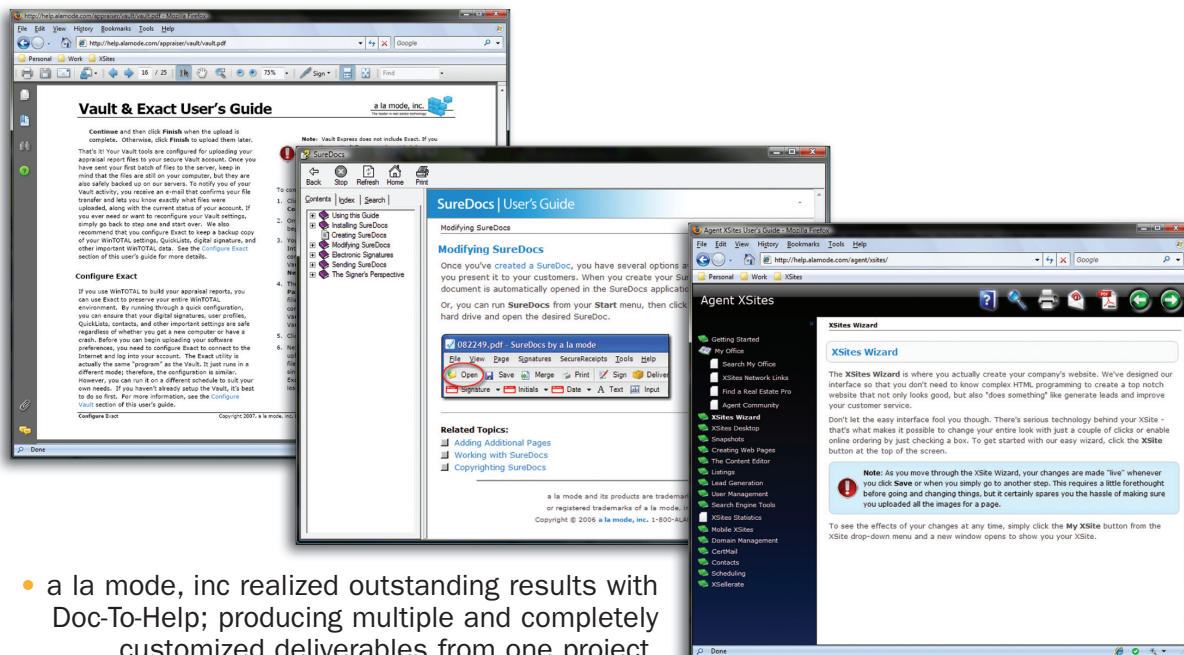 http://help.alamode.com/appraiser/vault/vault.pdf - Mozilla Firefox
File Edit View History Bookmarks Tools Help
http://help.alamode.com/appraiser/vault/vault.pdf
Google
Personal Work XSites
16 / 25
75%
Sign
Find
Vault & Exact User's Guide
a la mode, inc.
Continue and then click Finish when the upload is
complete. Otherwise, click Finish to upload them later.
That's it! Your Vault tools are configured for uploading your
appraisal report files to your secure Vault account. Once you
have sent your first batch of files to the server, keep in
mind that the files are still on your computer, but they are
also safely backed up on our servers. To notify you of your
Vault activity, you receive an e-mail that confirms your file
transfer and lets you know exactly what files were
uploaded, along with the current status of your account. If
you ever need or want to reconfigure your Vault settings,
simply go back to step one and start over. We also
recommend that you configure Exact to keep a backup copy
of your WinTOTAL settings, QuickLists, digital signature, and
other important WinTOTAL data. See the Configure Exact
section of this user's guide for more details.
Configure Exact
If you use WinTOTAL to build your appraisal reports, you
can use Exact to preserve your entire WinTOTAL
environment. By running through a quick configuration,
you can ensure that your digital signatures, user profiles,
QuickLists, contacts, and other important settings are safe
regardless of whether you get a new computer or have a
crash. Before you can begin uploading your software
preferences, you need to configure Exact to connect to the
Internet and log into your account. The Exact utility is
actually the same "program" as the Vault. It just runs in a
different mode; therefore, the configuration is similar.
However, you can run it on a different schedule to suit your
own needs. If you haven't already setup the Vault, it's best
to do so first. For more information, see the Configure
Vault section of this user's guide.
Configure Exact
Copyright 2007, a la mode, inc.
Note: Vault Express does not include Exact. If you
Done
SureDocs
Back Stop Refresh Home Print
Contents Index Search
Using this Guide
Installing SureDocs
Creating SureDocs
Modifying SureDocs
Electronic Signatures
Sending SureDocs
The Signer's Perspective
SureDocs | User's Guide
Modifying SureDocs
Modifying SureDocs
Once you've created a SureDoc, you have several options
you present it to your customers. When you create your
document is automatically opened in the SureDocs
Or, you can run SureDocs from your Start menu, then click
hard drive and open the desired SureDoc.
082249.pdf - SureDocs by a la mode
File View Page Signatures SecureReceipts Tools Help
Open Save Merge Print Sign Deliver
Signature Initials Date A Text Input
Related Topics:
Adding Additional Pages
Working with SureDocs
Copyrighting SureDocs
a la mode and its products are
or registered trademarks of a la mode,
Copyright © 2006 a la mode, inc.
Agent XSites User's Guide - Mozilla Firefox
File Edit View History Bookmarks Tools Help
http://help.alamode.com/agent/xsites/
Google
Personal Work XSites
Agent XSites
Getting Started
My Office
Search My Office
XSites Network Links
Find a Real Estate Pro
Agent Community
XSites Wizard
XSites Desktop
Snapshots
Creating Web Pages
The Content Editor
Listings
Lead Generation
User Management
Search Engine Tools
XSites Statistics
Mobile XSites
Domain Management
CertMail
Contacts
Scheduling
XSellerate
XSites Wizard
XSites Wizard
The XSites Wizard is where you actually create your company's website. We've designed our
interface so that you don't need to know complex HTML programming to create a top notch
website that not only looks good, but also "does something" like generate leads and improve
your customer service.
Don't let the easy interface fool you though. There's serious technology behind your XSite -
that's what makes it possible to change your entire look with just a couple of clicks or enable
online ordering by just checking a box. To get started with our easy wizard, click the XSite
button at the top of the screen.
Note: As you move through the XSite Wizard, your changes are made "live" whenever
you click Save or when you simply go to another step. This requires a little forethought
before going and changing things, but it certainly spares you the hassle of making sure
you uploaded all the images for a page.
To see the effects of your changes at any time, simply click the My XSite button from the
XSite drop-down menu and a new window opens to show you your XSite.
Done
• a la mode, inc realized outstanding results with
Doc-To-Help; producing multiple and completely
customized deliverables from one project.